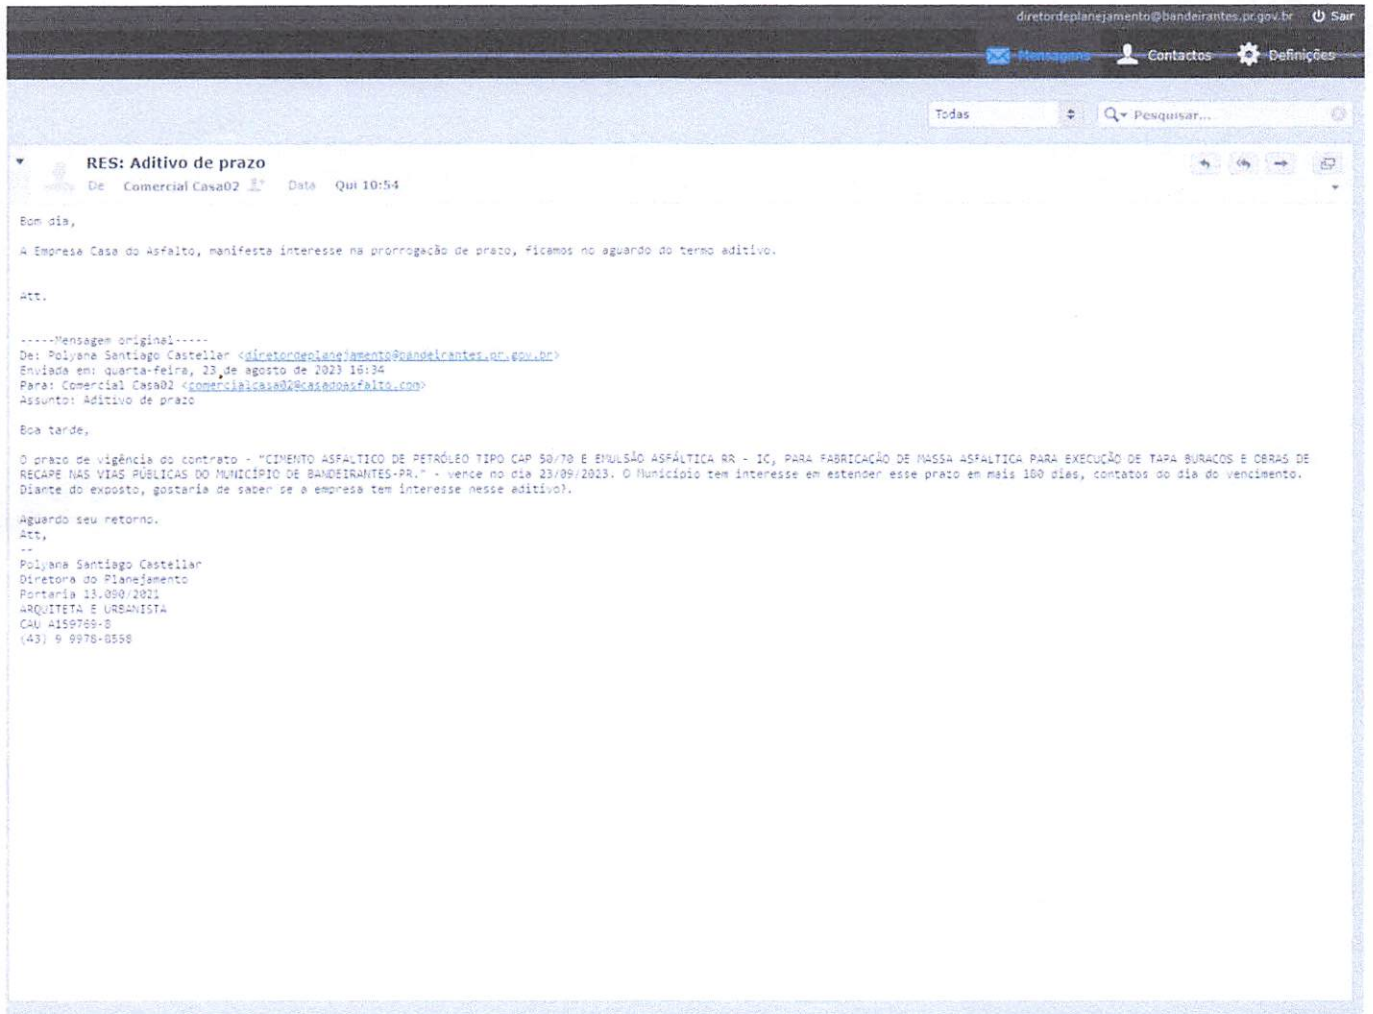 diretordeplanejamento@bandeirantes.pr.gov.br Sair
Mensagens Contactos Definições
Todas Pesquisar...
RES: Aditivo de prazo
De Comercial Casa02 Data Qui 10:54
Bom dia,
A Empresa Casa do Asfalto, manifesta interesse na prorrogação de prazo, ficamos no aguardo do termo aditivo.
Att.
-----Mensagem original-----
De: Polyana Santiago Castellar <diretordeplanejamento@bandeirantes.pr.gov.br>
Enviada em: quarta-feira, 23 de agosto de 2023 16:34
Para: Comercial Casa02 <comercialcasa02@casadoasfalto.com>
Assunto: Aditivo de prazo
Boa tarde,
O prazo de vigência do contrato - "CIMENTO ASFALTICO DE PETRÓLEO TIPO CAP 50/70 E EMULSÃO ASFÁLTICA RR - IC, PARA FABRICAÇÃO DE MASSA ASFALTICA PARA EXECUÇÃO DE TAPA BURACOS E OBRAS DE
RECAPE NAS VIAS PÚBLICAS DO MUNICÍPIO DE BANDEIRANTES-PR." - vence no dia 23/09/2023. O Município tem interesse em estender esse prazo em mais 180 dias, contatos do dia do vencimento.
Diante do exposto, gostaria de saber se a empresa tem interesse nesse aditivo?.
Aguardo seu retorno.
Att,
--
Polyana Santiago Castellar
Diretora do Planejamento
Portaria 13.090/2021
ARQUITETA E URBANISTA
CAU A159769-8
(43) 9 9978-8558